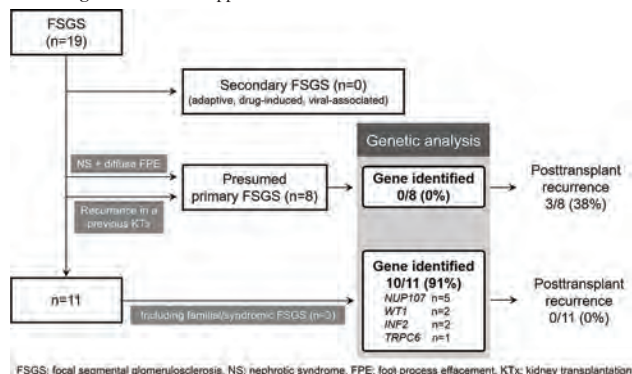 FSGS
(n=19)
Secondary FSGS (n=0)
(adaptive, drug-induced, viral-associated)
Genetic analysis
NS + diffuse FPE
Recurrence in a
previous KTx
Presumed
primary FSGS (n=8)
Gene identified
0/8 (0%)
Posttransplant
recurrence
3/8 (38%)
n=11
Including familial/syndromic FSGS (n=3)
Gene identified
10/11 (91%)
NUP107 n=5
WT1 n=2
INF2 n=2
TRPC6 n=1
Posttransplant
recurrence
0/11 (0%)
FSGS: focal segmental glomerulosclerosis, NS: nephrotic syndrome, FPE: foot process effacement, KTx: kidney transplantation